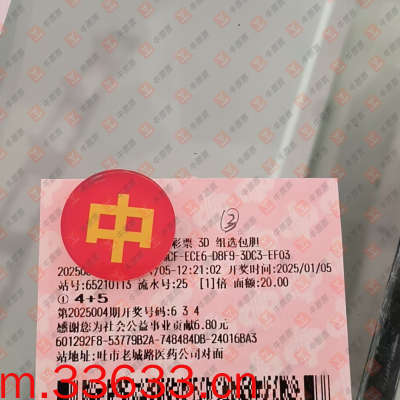 中
③
彩票 3D 组选包胆
CF-ECE6-D8F9-3DC3-EF03
/05-12:21:02 开奖时间:2025/01/05
站号:65210113 流水号:25 [1]倍 面额:20.00
① 4+5
第2025004期开奖号码:6 3 4
感谢您为社会公益事业贡献6.80元
601292F8-53779B2A-748484DB-24016BA3
站地址:吐市老城路医药公司对面
m.33633.cn